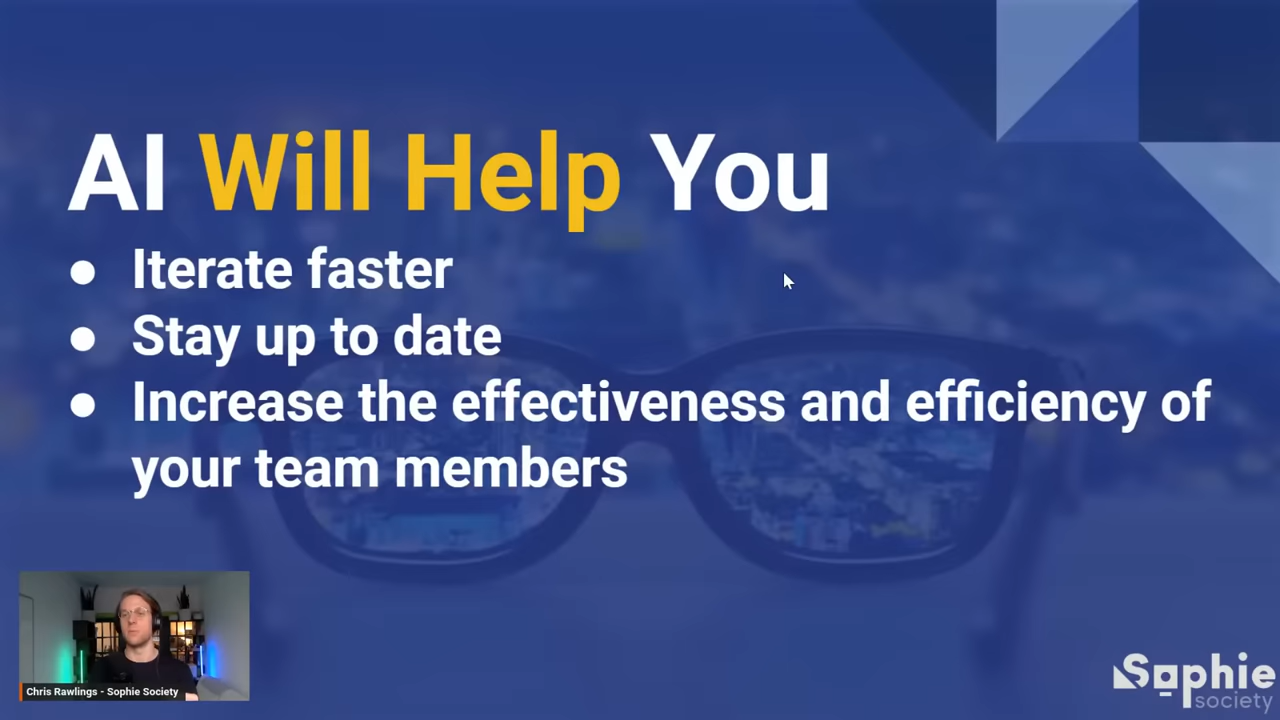 AI Will Help You
● Iterate faster
● Stay up to date
● Increase the effectiveness and efficiency of
your team members
Chris Rawlings - Sophie Society
Sophie
society